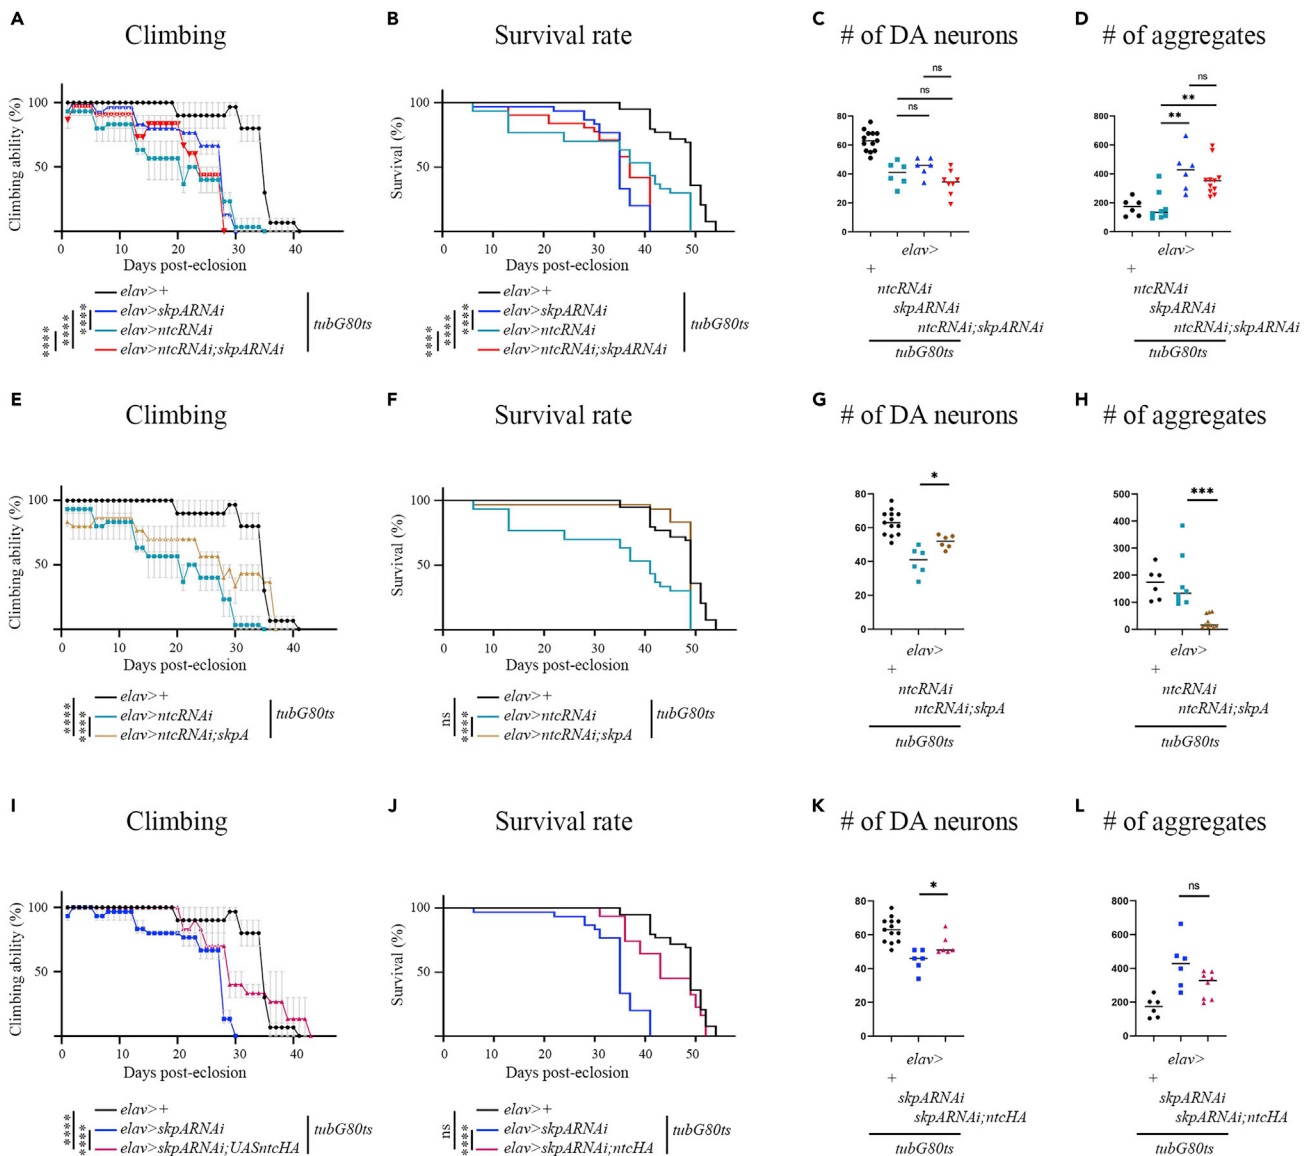 A
Climbing
Climbing ability (%)
100
50
0
10
20
30
40
Days post-eclosion
elav>+
elav>skpARNAi
elav>ntcRNAi
elav>ntcRNAi;skpARNAi
tubG80ts
****
****
***
B
Survival rate
Survival (%)
100
50
0
10
20
30
40
50
Days post-eclosion
elav>+
elav>skpARNAi
elav>ntcRNAi
elav>ntcRNAi;skpARNAi
tubG80ts
****
***
****
C
# of DA neurons
ns
ns
ns
80
60
40
20
0
elav>
+
ntcRNAi
skpARNAi
ntcRNAi;skpARNAi
tubG80ts
D
# of aggregates
ns
**
**
800
600
400
200
0
elav>
+
ntcRNAi
skpARNAi
ntcRNAi;skpARNAi
tubG80ts
E
Climbing
Climbing ability (%)
100
50
0
10
20
30
40
Days post-eclosion
elav>+
elav>ntcRNAi
elav>ntcRNAi;skpA
tubG80ts
****
****
F
Survival rate
Survival (%)
100
50
0
10
20
30
40
50
Days post-eclosion
elav>+
elav>ntcRNAi
elav>ntcRNAi;skpA
tubG80ts
ns
****
G
# of DA neurons
*
80
60
40
20
0
elav>
+
ntcRNAi
ntcRNAi;skpA
tubG80ts
H
# of aggregates
***
500
400
300
200
100
0
elav>
+
ntcRNAi
ntcRNAi;skpA
tubG80ts
I
Climbing
Climbing ability (%)
100
50
0
10
20
30
40
Days post-eclosion
elav>+
elav>skpARNAi
elav>skpARNAi;UASntcHA
tubG80ts
****
****
J
Survival rate
Survival (%)
100
50
0
10
20
30
40
50
Days post-eclosion
elav>+
elav>skpARNAi
elav>skpARNAi;ntcHA
tubG80ts
ns
****
K
# of DA neurons
*
80
60
40
20
0
elav>
+
skpARNAi
skpARNAi;ntcHA
tubG80ts
L
# of aggregates
ns
800
600
400
200
0
elav>
+
skpARNAi
skpARNAi;ntcHA
tubG80ts